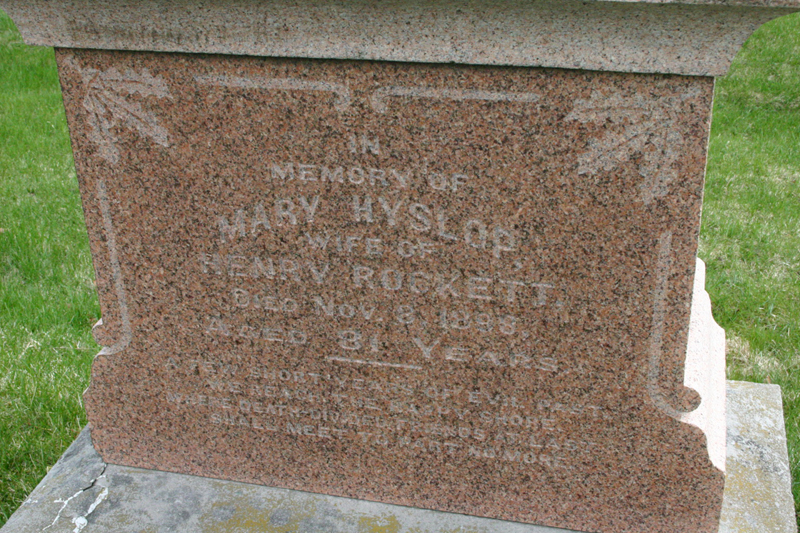 IN
MEMORY OF
MARY HYSLOP,
WIFE OF
HENRY ROCKETT,
DIED NOV. 8, 1895,
AGED 81 YEARS
A FEW SHORT YEARS OF EVIL PAST
WE REACH THE HAPPY SHORE
WHERE DEATH-DIVIDED FRIENDS AT LAST
SHALL MEET TO PART NO MORE.